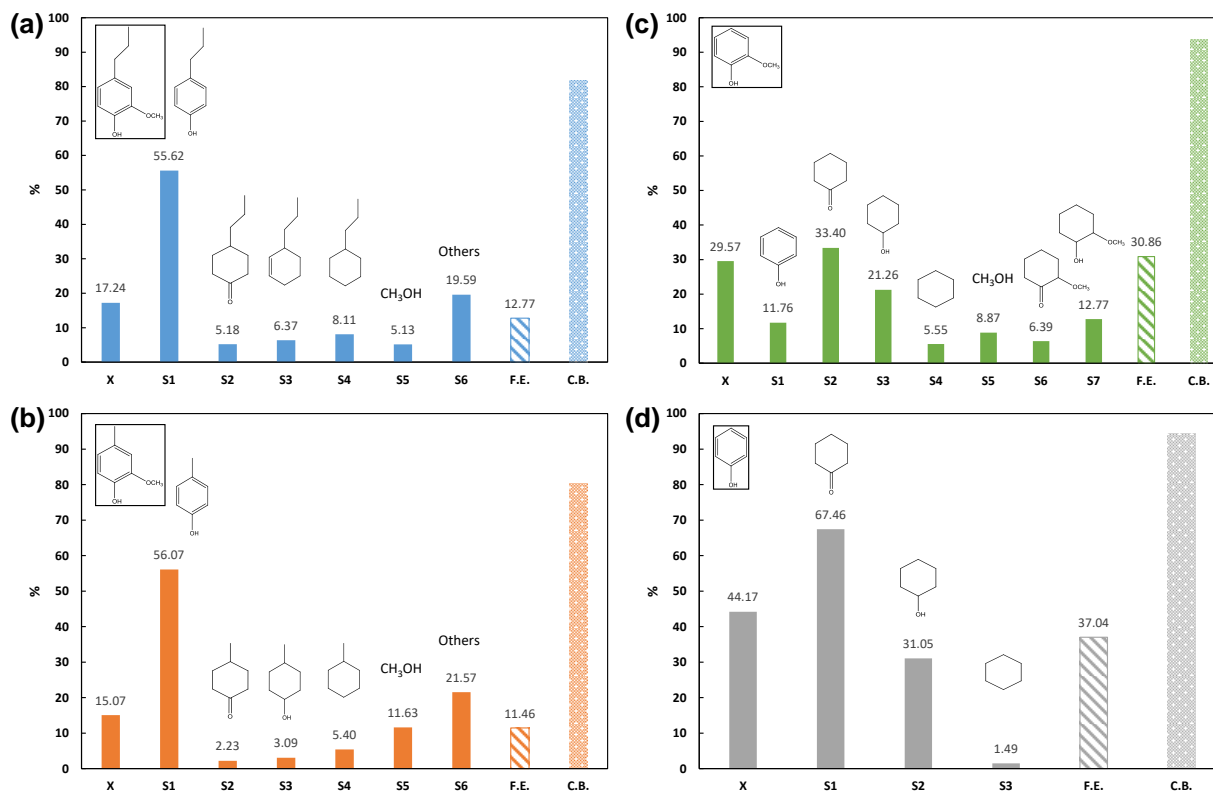 (a)
100
90
80
70
60
50
40
30
20
10
0
%
OCH₃
OH
OH
17.24
55.62
5.18
O
6.37
8.11
CH₃OH
5.13
Others
19.59
12.77
X S1 S2 S3 S4 S5 S6 F.E. C.B.
(c)
100
90
80
70
60
50
40
30
20
10
0
%
OCH₃
OH
29.57
OH
11.76
O
33.40
OH
21.26
5.55
CH₃OH
8.87
OCH₃
O
6.39
OH
OCH₃
12.77
30.86
X S1 S2 S3 S4 S5 S6 S7 F.E. C.B.
(b)
100
90
80
70
60
50
40
30
20
10
0
%
OCH₃
OH
OH
15.07
56.07
O
2.23
OH
3.09
5.40
CH₃OH
11.63
Others
21.57
11.46
X S1 S2 S3 S4 S5 S6 F.E. C.B.
(d)
100
90
80
70
60
50
40
30
20
10
0
%
OH
44.17
O
67.46
OH
31.05
1.49
37.04
X S1 S2 S3 F.E. C.B.